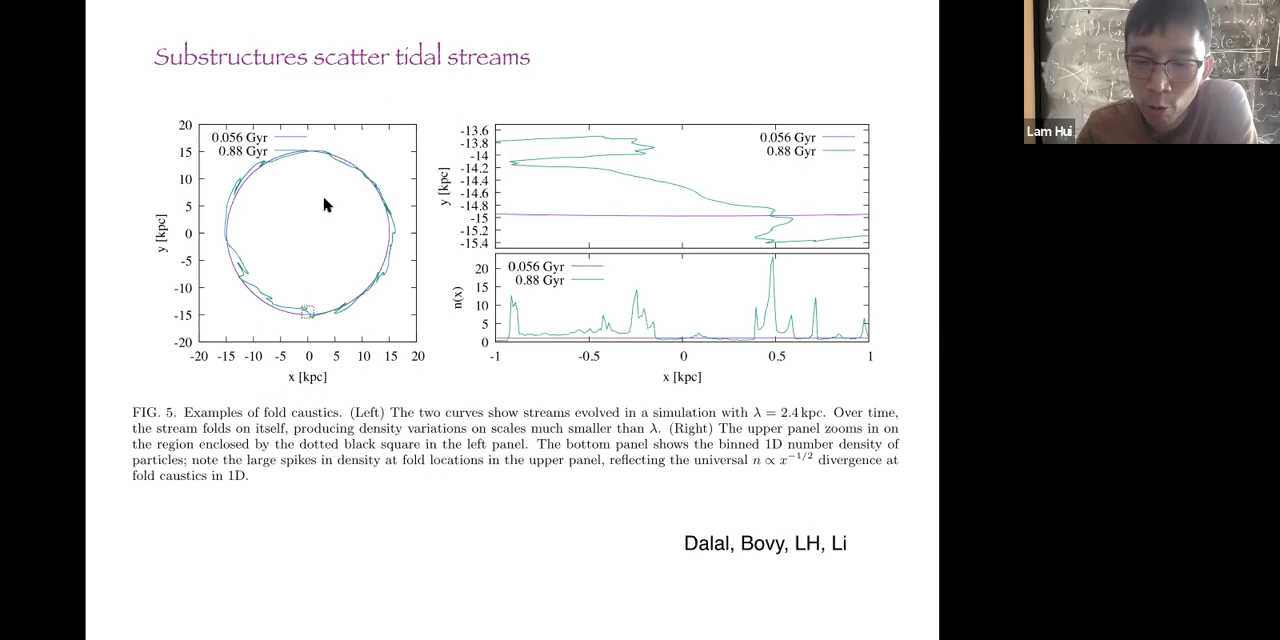 Substructures scatter tidal streams
Lam Hui
0.056 Gyr
0.88 Gyr
20
15
10
5
0
-5
-10
-15
-20
y [kpc]
-20 -15 -10 -5 0 5 10 15 20
x [kpc]
0.056 Gyr
0.88 Gyr
-13.6
-13.8
-14
-14.2
-14.4
-14.6
-14.8
-15
-15.2
-15.4
y [kpc]
0.056 Gyr
0.88 Gyr
20
15
10
5
0
n(x)
-1 -0.5 0 0.5 1
x [kpc]
FIG. 5. Examples of fold caustics. (Left) The two curves show streams evolved in a simulation with λ = 2.4 kpc. Over time,
the stream folds on itself, producing density variations on scales much smaller than λ. (Right) The upper panel zooms in on
the region enclosed by the dotted black square in the left panel. The bottom panel shows the binned 1D number density of
particles; note the large spikes in density at fold locations in the upper panel, reflecting the universal n ∝ x^{-1/2} divergence at
fold caustics in 1D.
Dalal, Bovy, LH, Li